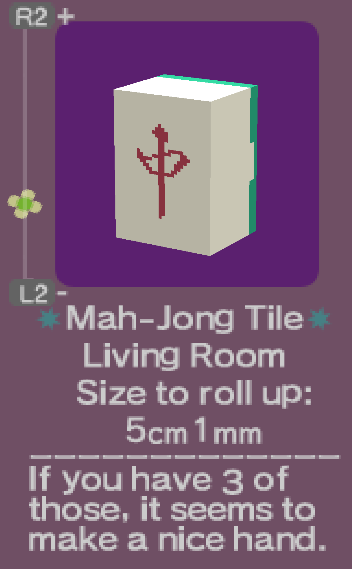 R2 +
中
L2 -
Mah-Jong Tile
Living Room
Size to roll up:
5cm 1mm
If you have 3 of
those, it seems to
make a nice hand.